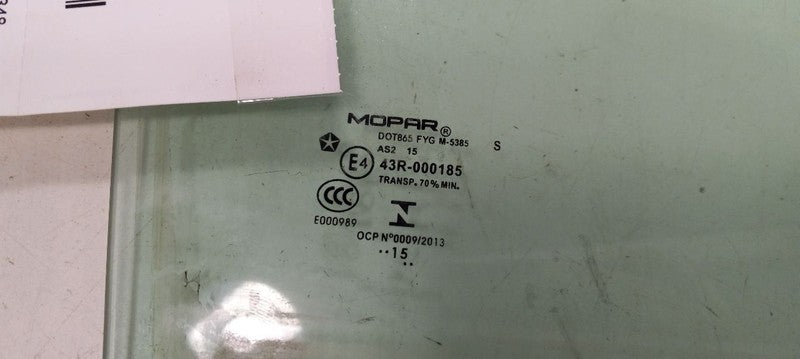 MOPAR®
DOT865 FYG M-5385 S
AS2 15
E4 43R-000185
TRANSP. 70% MIN.
CCC
E000989
OCP Nº0009/2013
··15
··